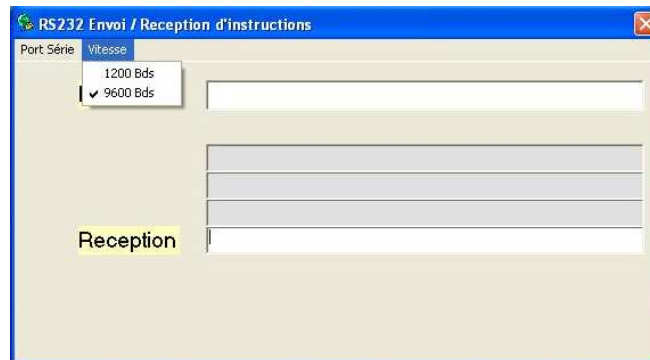 RS232 Envoi / Reception d'instructions
Port Série Vitesse
1200 Bds
✓ 9600 Bds
Reception